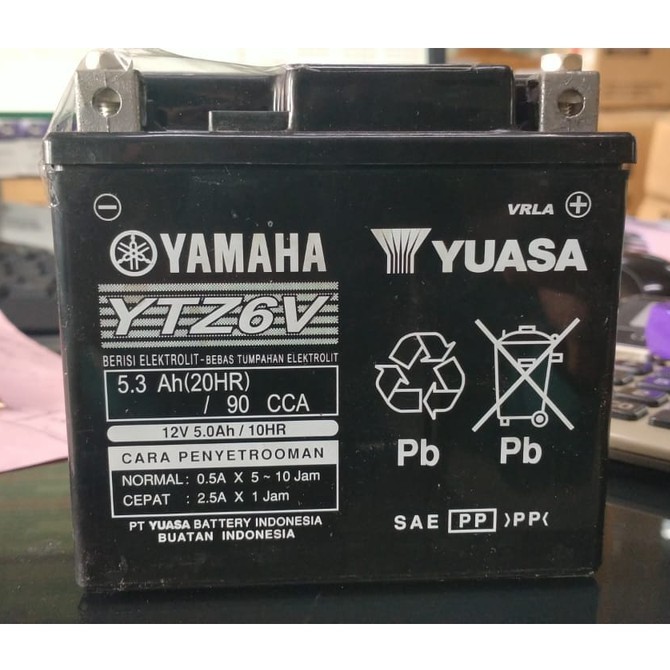 VRLA
YAMAHA
YUASA
YTZ6V
BERISI ELEKTROLIT - BEBAS TUMPAHAN ELEKTROLIT
5.3 Ah(20HR)
/ 90 CCA
12V 5.0Ah / 10HR
CARA PENYETROOMAN
NORMAL: 0.5A X 5 ~ 10 Jam
CEPAT : 2.5A X 1 Jam
PT YUASA BATTERY INDONESIA
BUATAN INDONESIA
Pb
Pb
SAE PP >PP<